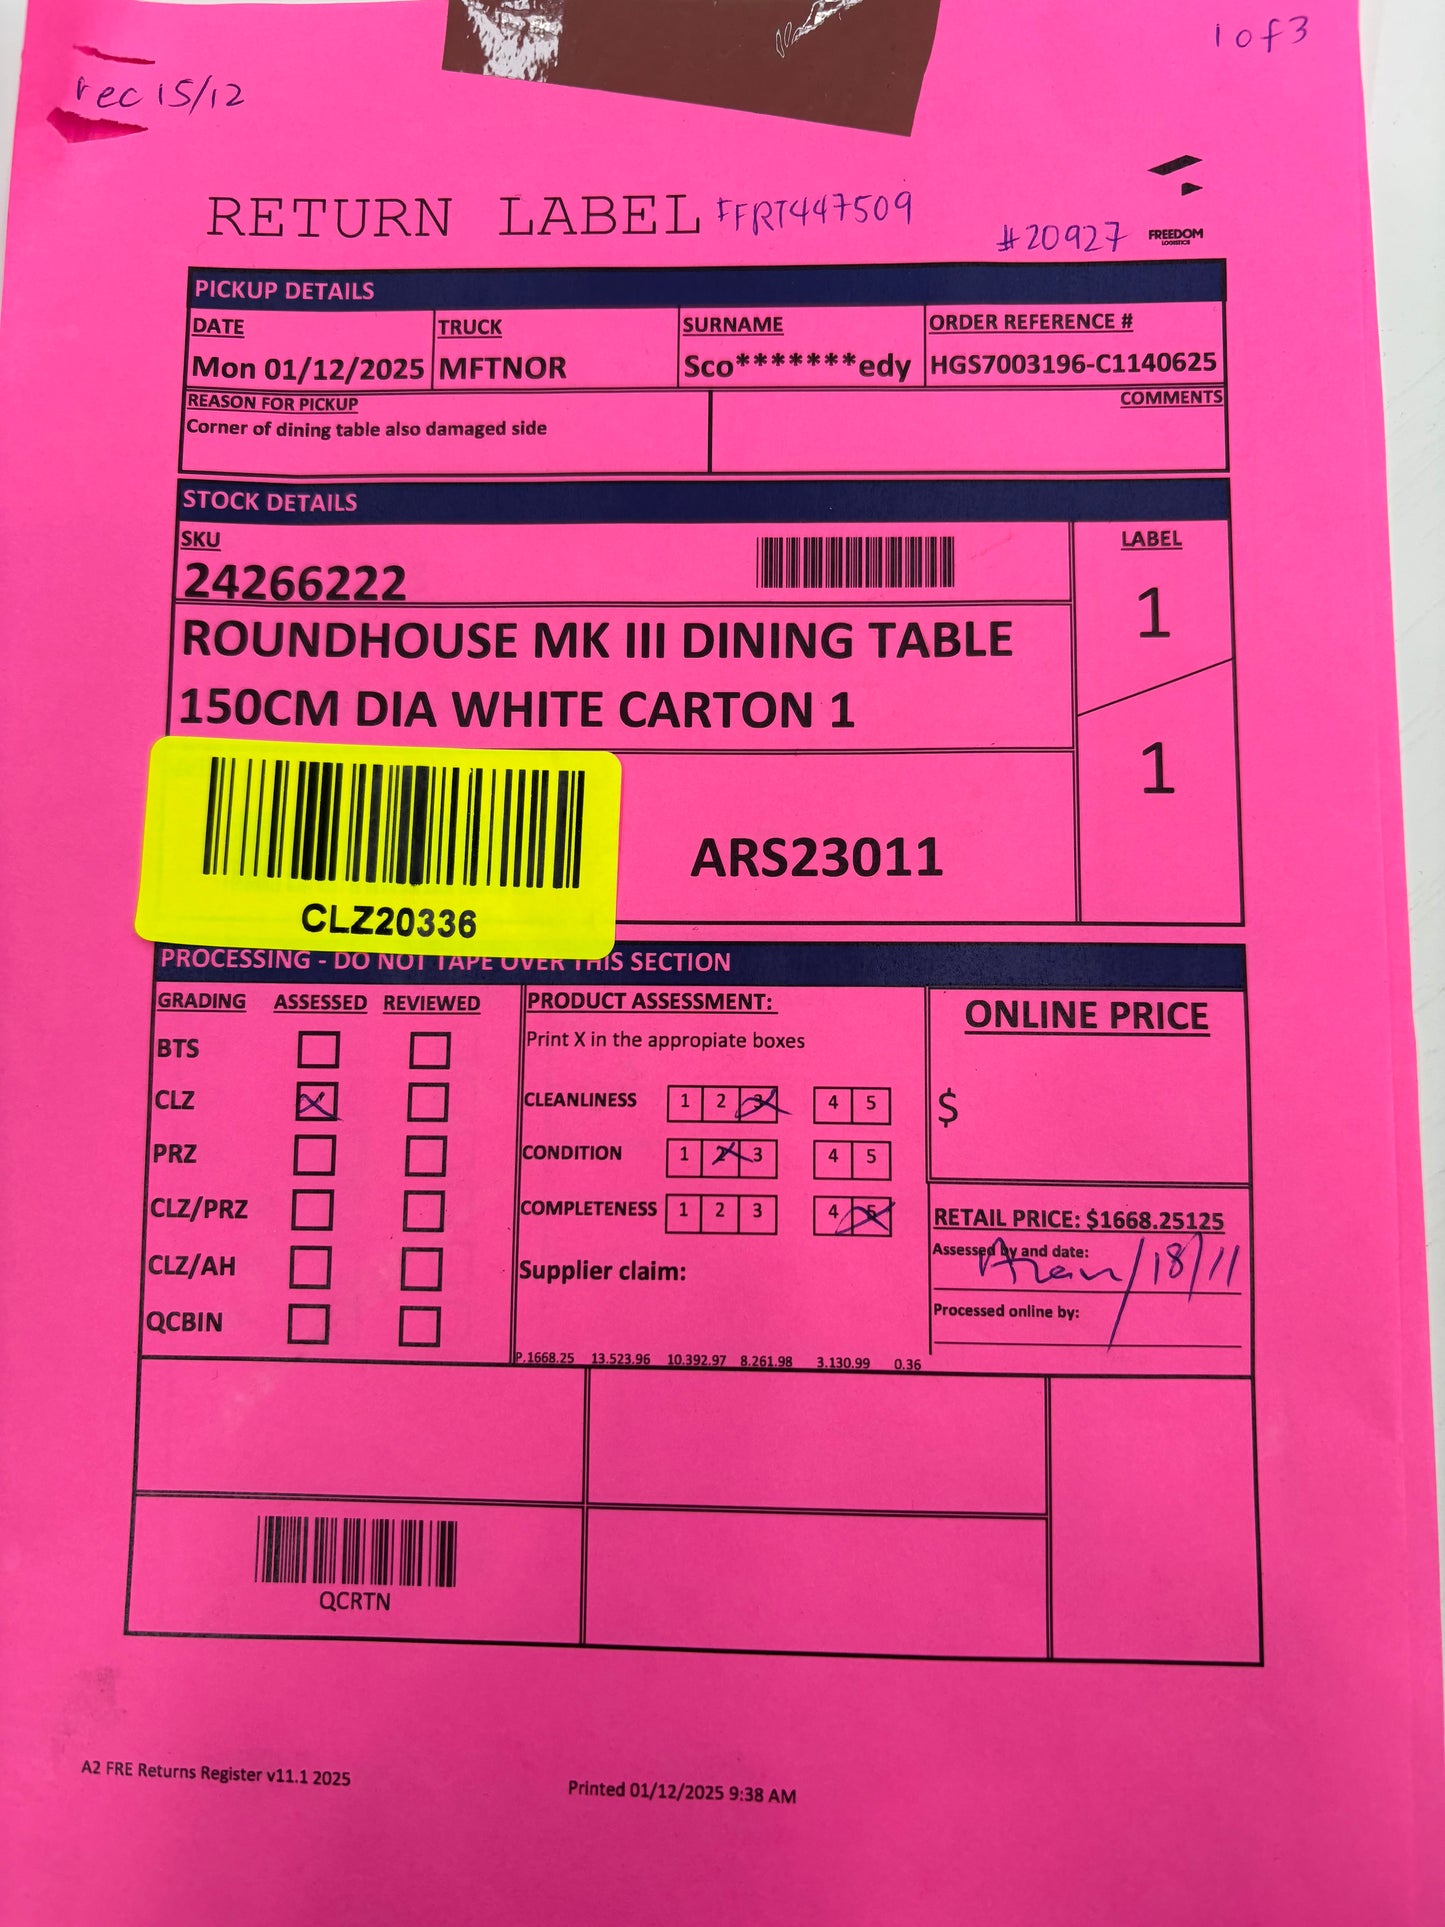 1 of 3
rec 15/12
RETURN LABEL FFRT447509
#20927
FREEDOM
LOGISTICS
PICKUP DETAILS
DATE TRUCK SURNAME ORDER REFERENCE #
Mon 01/12/2025 MFTNOR Sco*******edy HGS7003196-C1140625
REASON FOR PICKUP COMMENTS
Corner of dining table also damaged side
STOCK DETAILS
SKU LABEL
24266222
1
ROUNDHOUSE MK III DINING TABLE
150CM DIA WHITE CARTON 1
1
ARS23011
CLZ20336
PROCESSING - DO NOT TAPE OVER THIS SECTION
GRADING ASSESSED REVIEWED
BTS
CLZ X
PRZ
CLZ/PRZ
CLZ/AH
QCBIN
PRODUCT ASSESSMENT:
Print X in the appropiate boxes
CLEANLINESS 1 2 3 4 5
CONDITION 1 2 3 4 5
COMPLETENESS 1 2 3 4 5
Supplier claim:
P.1668.25 13.523.96 10.392.97 8.261.98 3.130.99 0.36
ONLINE PRICE
$
RETAIL PRICE: $1668.25125
Assessed by and date:
/18/11
Processed online by:
QCRTN
A2 FRE Returns Register v11.1 2025
Printed 01/12/2025 9:38 AM